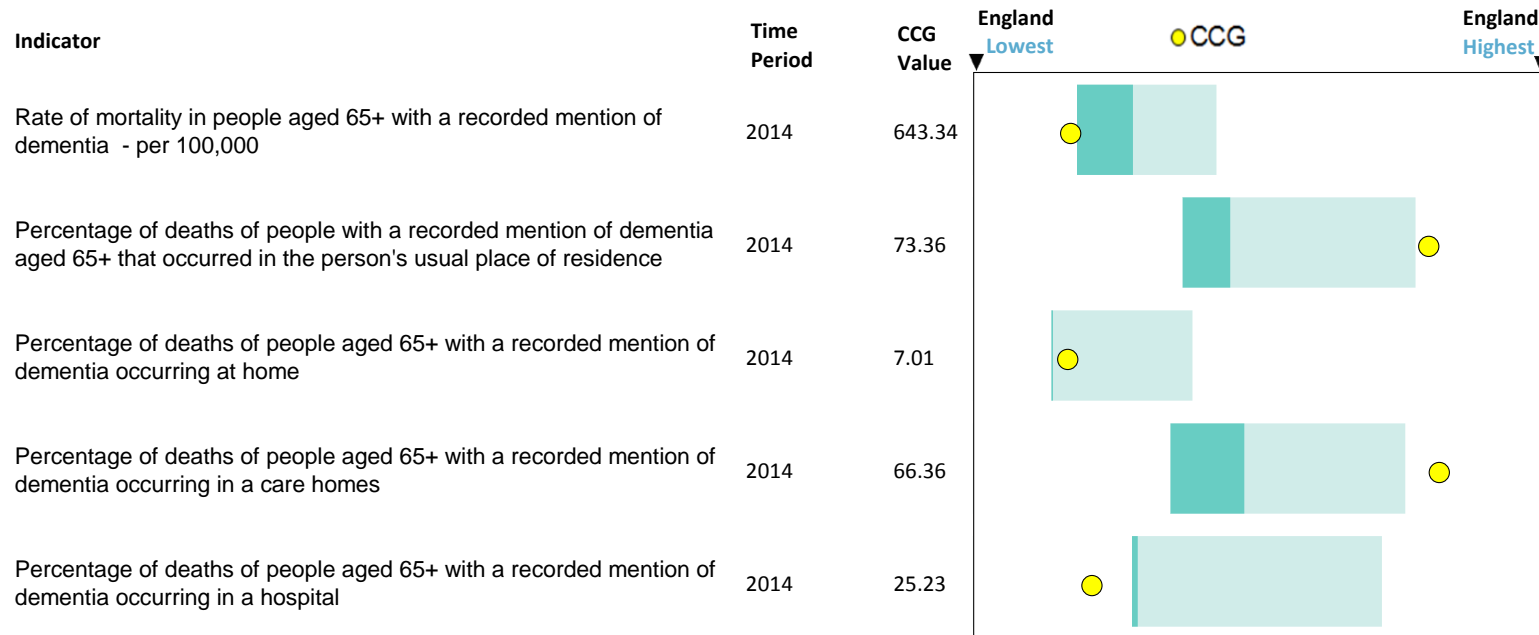 Indicator
Time
Period
CCG
Value
England
Lowest
CCG
England
Highest
Rate of mortality in people aged 65+ with a recorded mention of
dementia - per 100,000
2014
643.34
Percentage of deaths of people with a recorded mention of dementia
aged 65+ that occurred in the person's usual place of residence
2014
73.36
Percentage of deaths of people aged 65+ with a recorded mention of
dementia occurring at home
2014
7.01
Percentage of deaths of people aged 65+ with a recorded mention of
dementia occurring in a care homes
2014
66.36
Percentage of deaths of people aged 65+ with a recorded mention of
dementia occurring in a hospital
2014
25.23